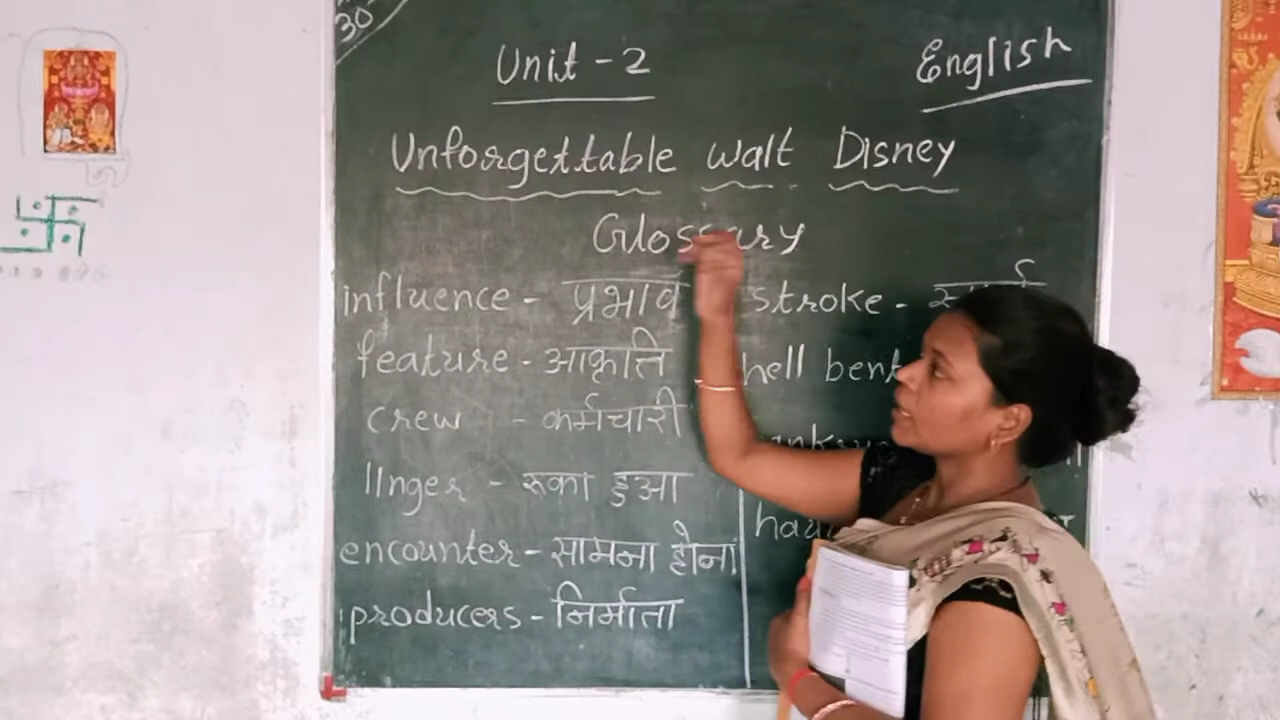 30
Unit - 2
English
Unforgettable Walt Disney
Glossary
influence - प्रभाव
feature - आकृति
crew - कर्मचारी
linger - रूका हुआ
encounter - सामना होना
producers - निर्माता
stroke -
hell bent